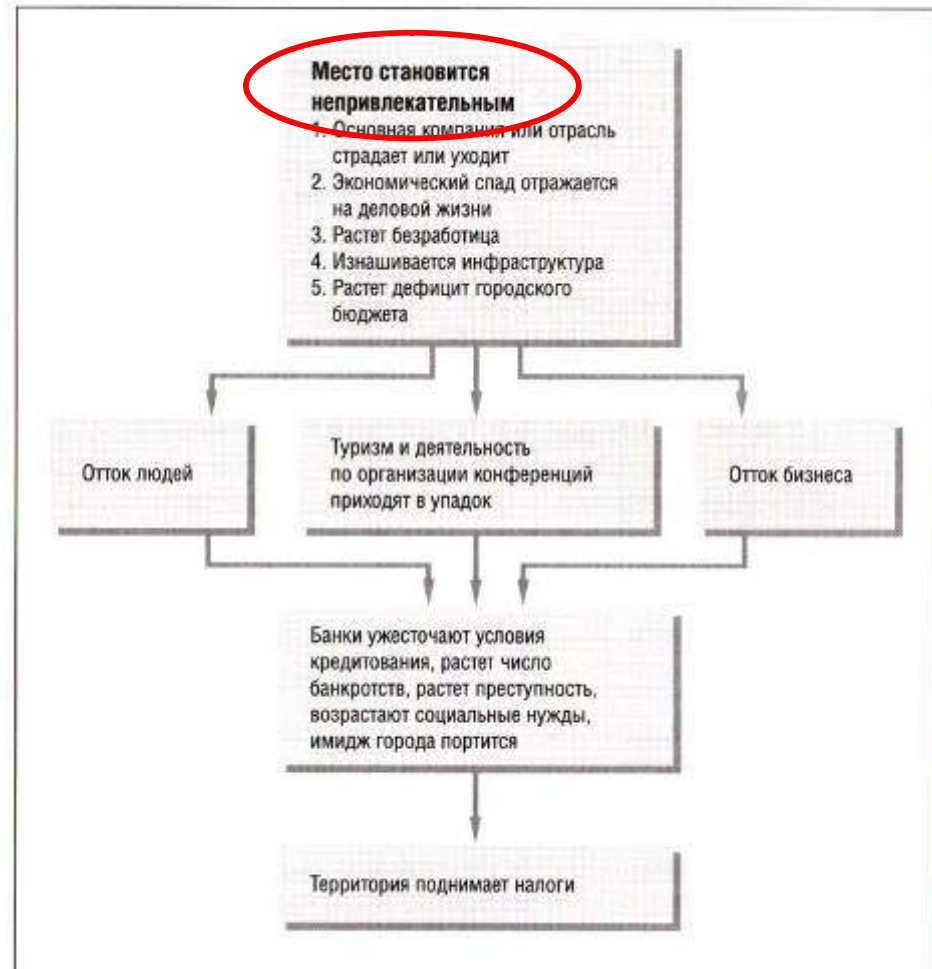 Место становится
непривлекательным
1. Основная компания или отрасль
страдает или уходит
2. Экономический спад отражается
на деловой жизни
3. Растет безработица
4. Изнашивается инфраструктура
5. Растет дефицит городского
бюджета
Отток людей
Туризм и деятельность
по организации конференций
приходят в упадок
Отток бизнеса
Банки ужесточают условия
кредитования, растет число
банкротств, растет преступность,
возрастают социальные нужды,
имидж города портится
Территория поднимает налоги